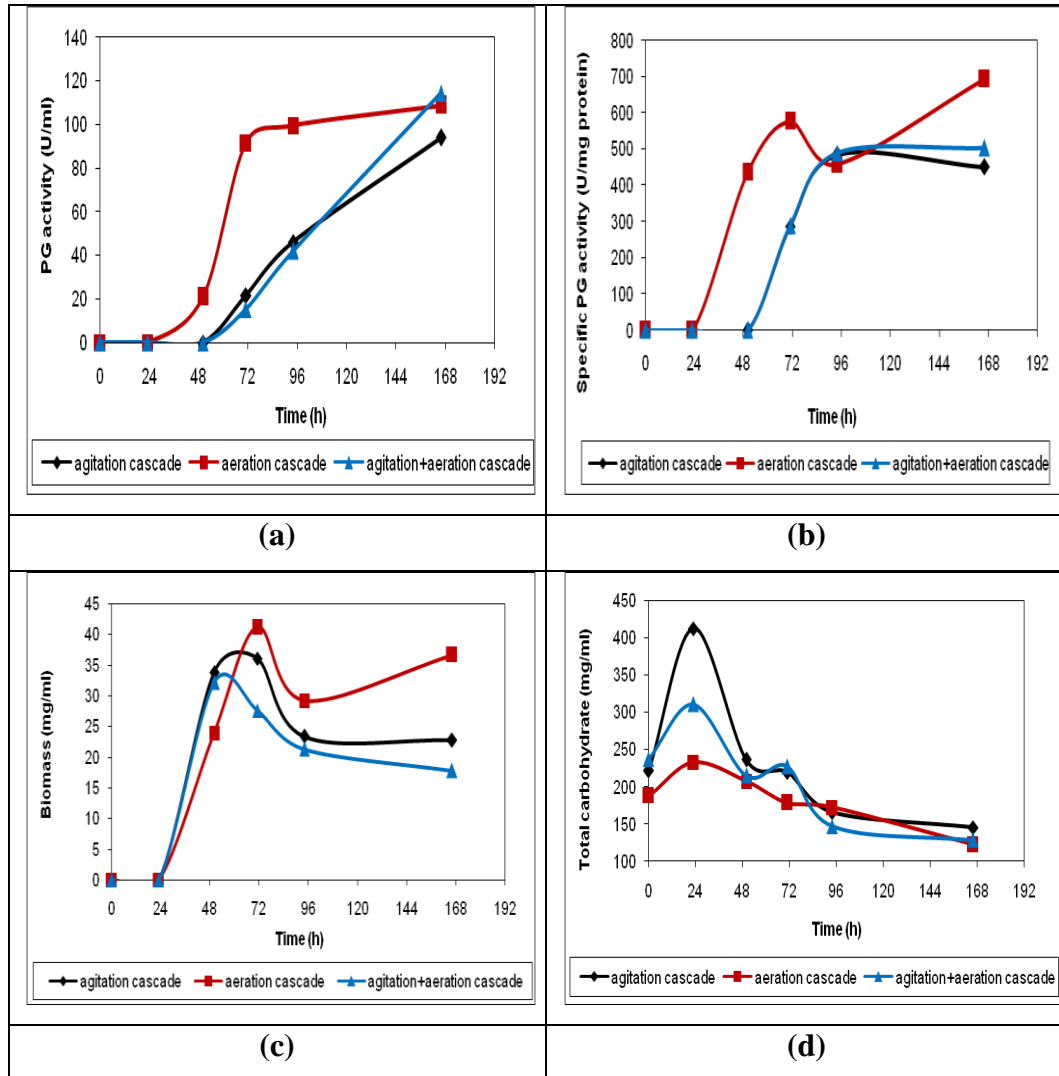 PG activity (U/ml)
140
120
100
80
60
40
20
0
0 24 48 72 96 120 144 168 192
Time (h)
agitation cascade aeration cascade agitation+aeration cascade
(a)
Specific PG activity (U/mg protein)
800
700
600
500
400
300
200
100
0
0 24 48 72 96 120 144 168 192
Time (h)
agitation cascade aeration cascade agitation+aeration cascade
(b)
Biomass (mg/ml)
45
40
35
30
25
20
15
10
5
0
0 24 48 72 96 120 144 168 192
Time (h)
agitation cascade aeration cascade agitation+aeration cascade
(c)
Total carbohydrate (mg/ml)
450
400
350
300
250
200
150
100
0 24 48 72 96 120 144 168 192
Time (h)
agitation cascade aeration cascade agitation+aeration cascade
(d)